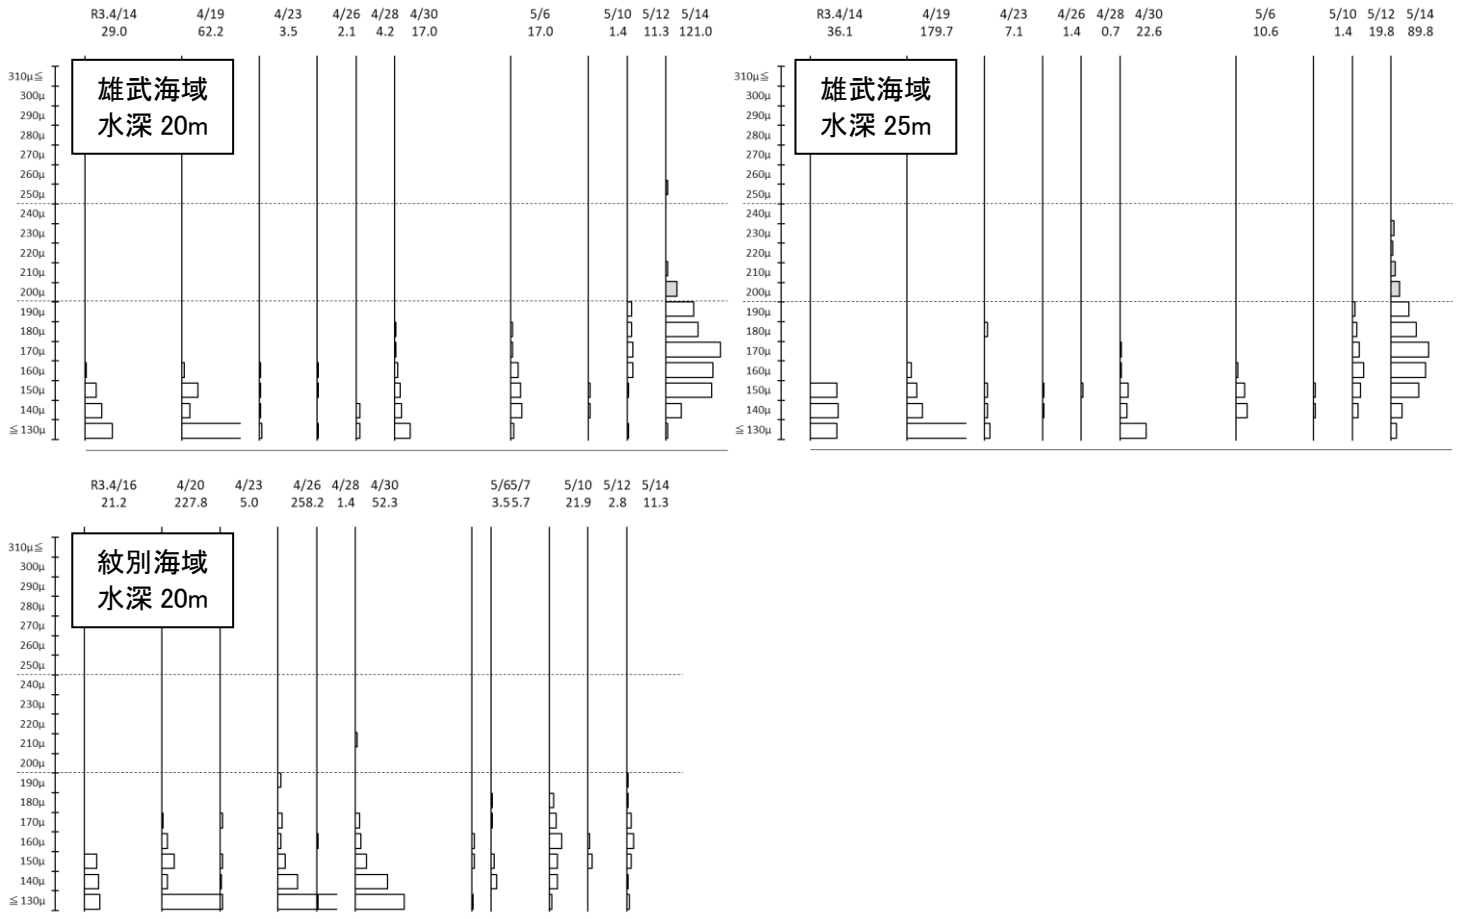 R3.4/14 4/19 4/23 4/26 4/28 4/30 5/6 5/10 5/12 5/14
29.0 62.2 3.5 2.1 4.2 17.0 17.0 1.4 11.3 121.0
雄武海域
水深 20m
310μ≦
300μ
290μ
280μ
270μ
260μ
250μ
240μ
230μ
220μ
210μ
200μ
190μ
180μ
170μ
160μ
150μ
140μ
≦130μ
R3.4/14 4/19 4/23 4/26 4/28 4/30 5/6 5/10 5/12 5/14
36.1 179.7 7.1 1.4 0.7 22.6 10.6 1.4 19.8 89.8
雄武海域
水深 25m
310μ≦
300μ
290μ
280μ
270μ
260μ
250μ
240μ
230μ
220μ
210μ
200μ
190μ
180μ
170μ
160μ
150μ
140μ
≦130μ
R3.4/16 4/20 4/23 4/26 4/28 4/30 5/65/7 5/10 5/12 5/14
21.2 227.8 5.0 258.2 1.4 52.3 3.55.7 21.9 2.8 11.3
紋別海域
水深 20m
310μ≦
300μ
290μ
280μ
270μ
260μ
250μ
240μ
230μ
220μ
210μ
200μ
190μ
180μ
170μ
160μ
150μ
140μ
≦130μ